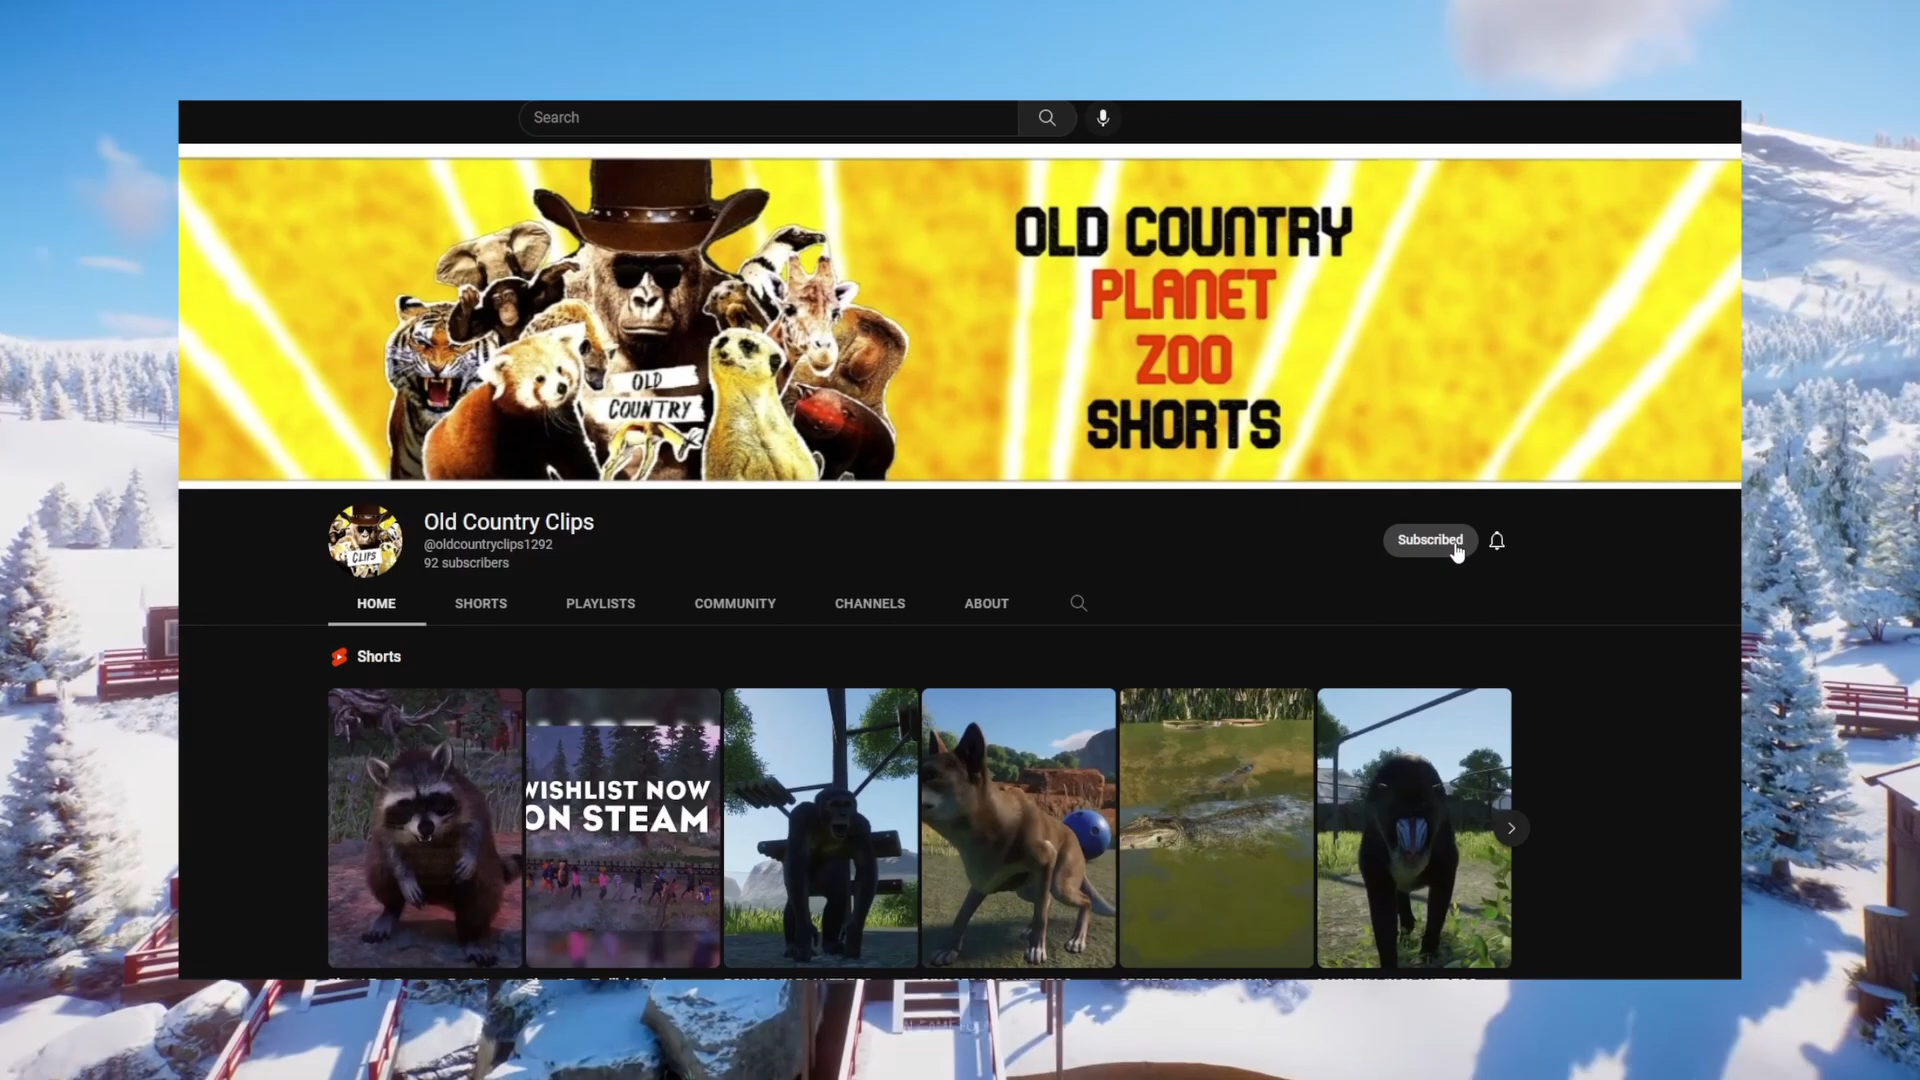 Search
OLD COUNTRY
PLANET
ZOO
SHORTS
OLD
COUNTRY
CLIPS
Old Country Clips
@oldcountryclips1292
92 subscribers
Subscribed
HOME
SHORTS
PLAYLISTS
COMMUNITY
CHANNELS
ABOUT
Shorts
WISHLIST NOW
ON STEAM